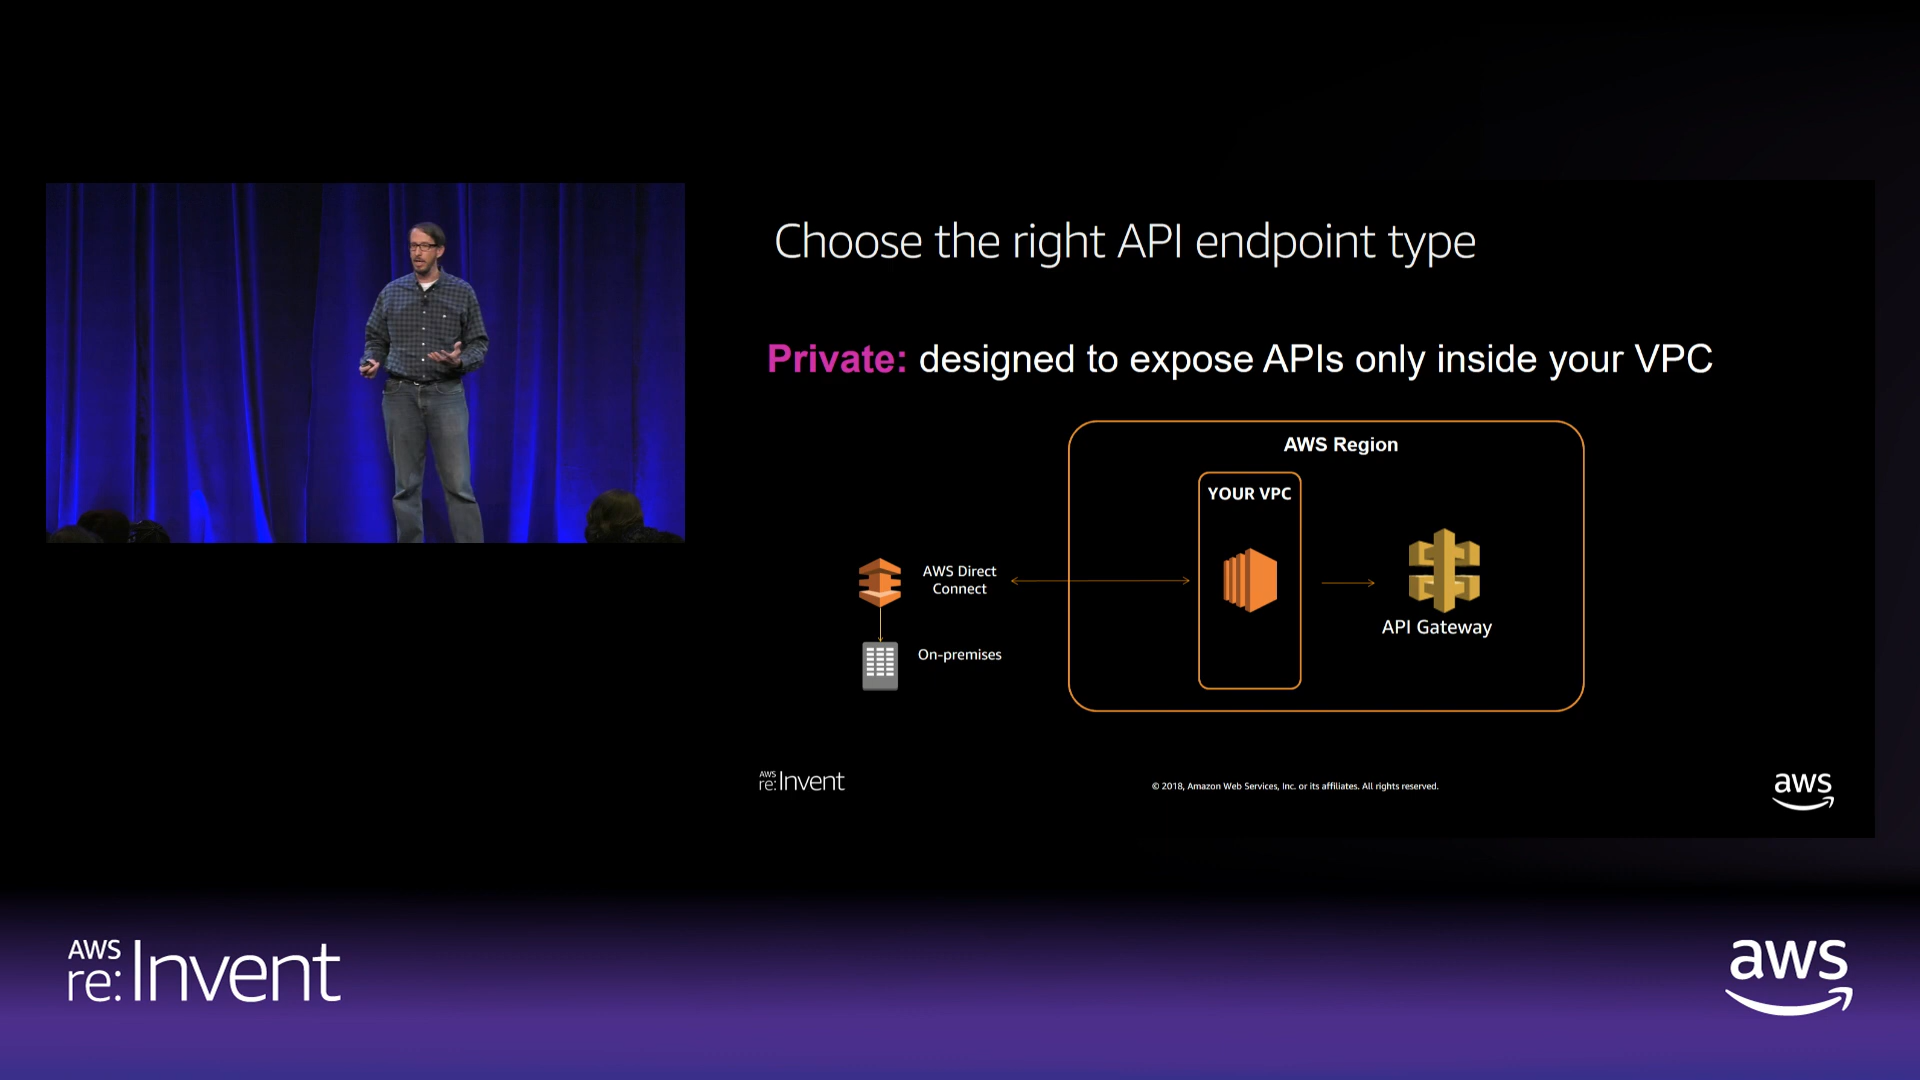 Choose the right API endpoint type
Private: designed to expose APIs only inside your VPC
AWS Region
YOUR VPC
AWS Direct
Connect
API Gateway
On-premises
AWS
re:Invent
© 2018, Amazon Web Services, Inc. or its affiliates. All rights reserved.
aws
AWS
re:Invent
aws